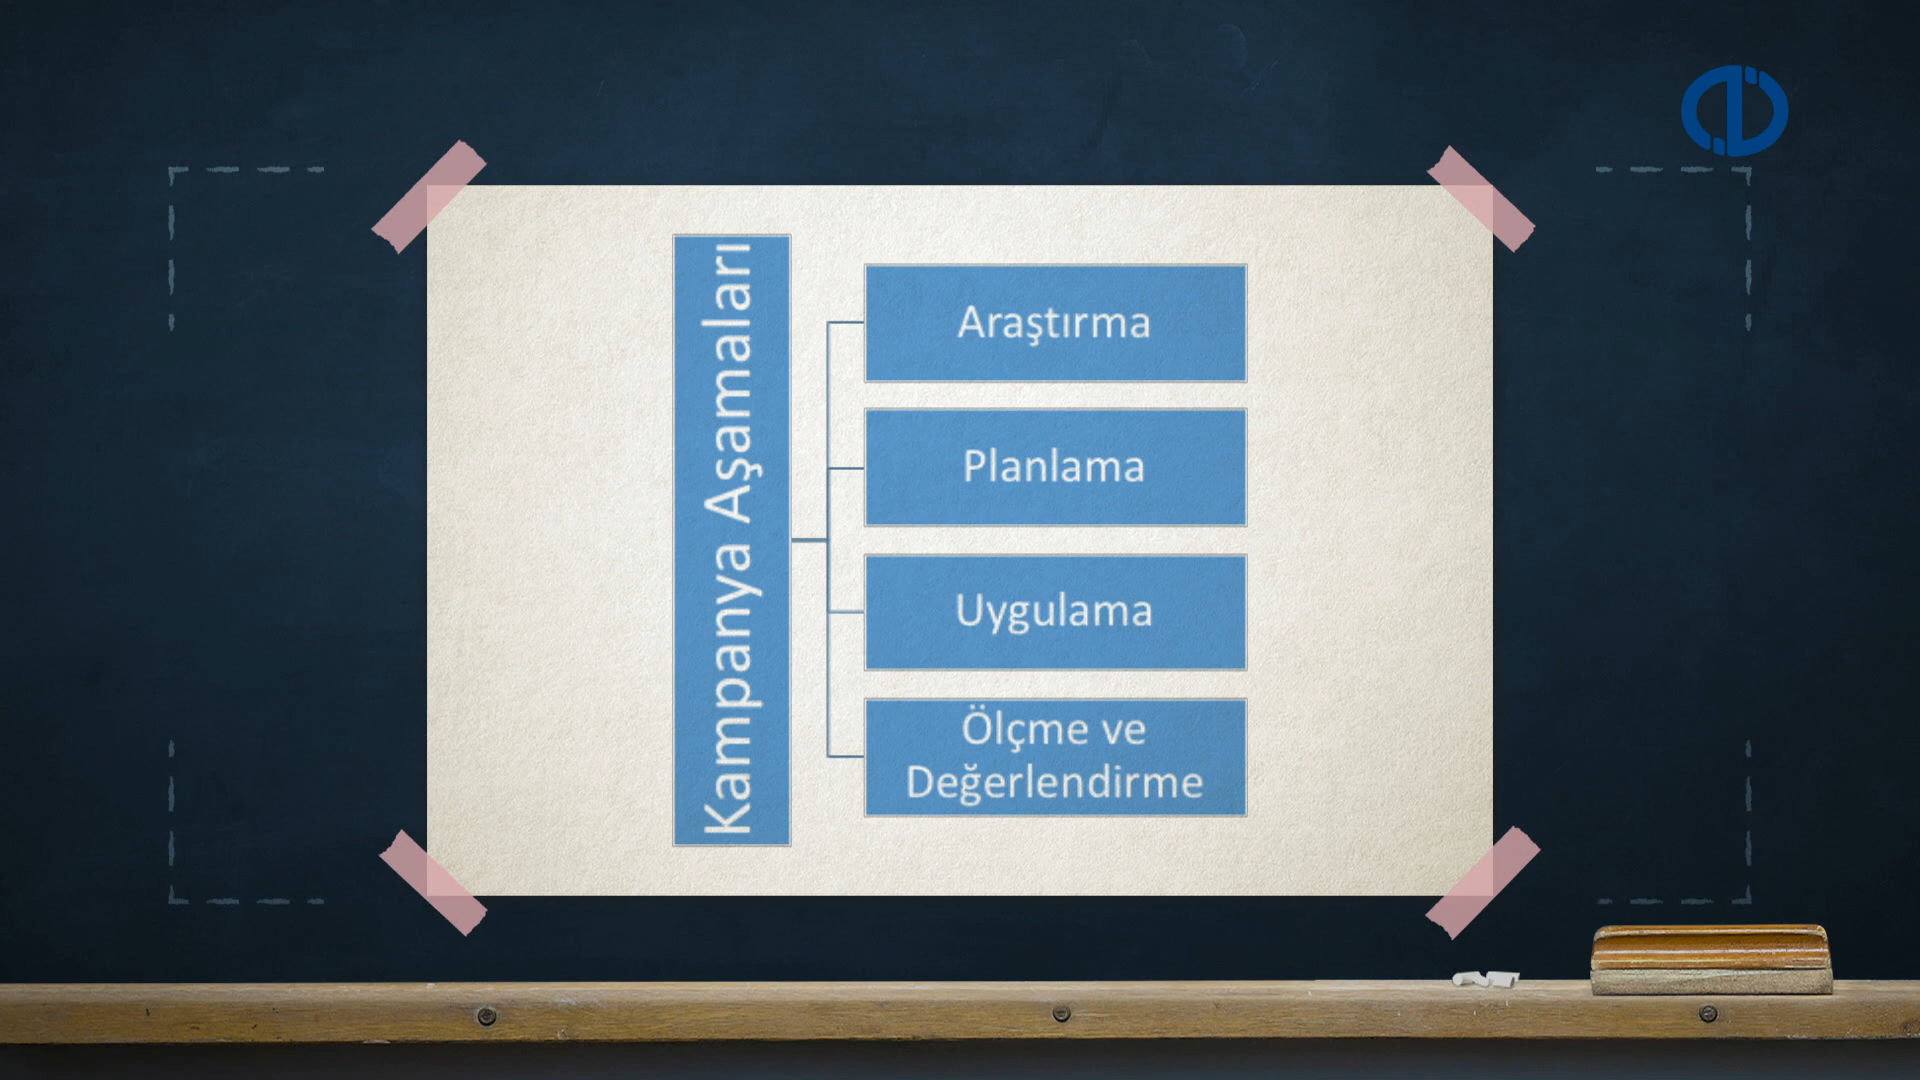 Kampanya Aşamaları
Araştırma
Planlama
Uygulama
Ölçme ve
Değerlendirme